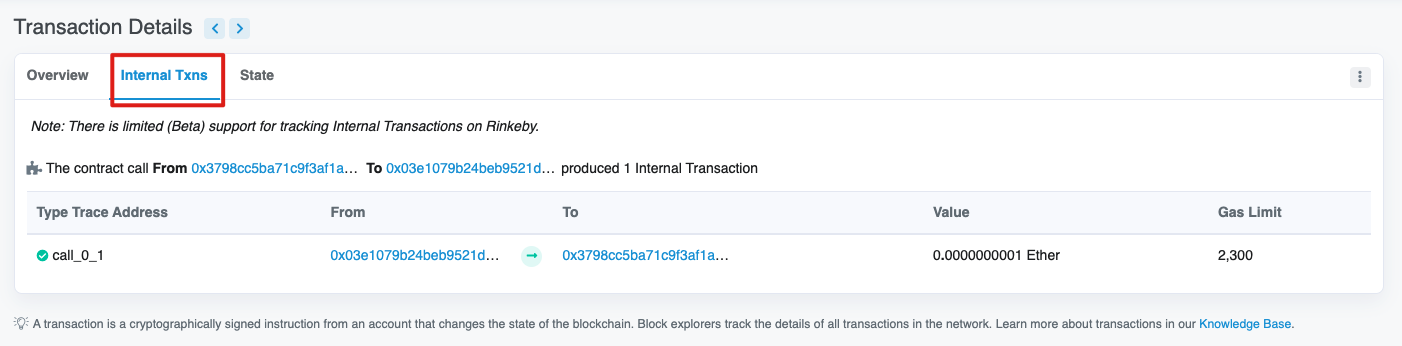 Transaction Details
Overview Internal Txns State
Note: There is limited (Beta) support for tracking Internal Transactions on Rinkeby.
The contract call From 0x3798cc5ba71c9f3af1a... To 0x03e1079b24beb9521d... produced 1 Internal Transaction
Type Trace Address From To Value Gas Limit
call_0_1 0x03e1079b24beb9521d... 0x3798cc5ba71c9f3af1a... 0.0000000001 Ether 2,300
A transaction is a cryptographically signed instruction from an account that changes the state of the blockchain. Block explorers track the details of all transactions in the network. Learn more about transactions in our Knowledge Base.